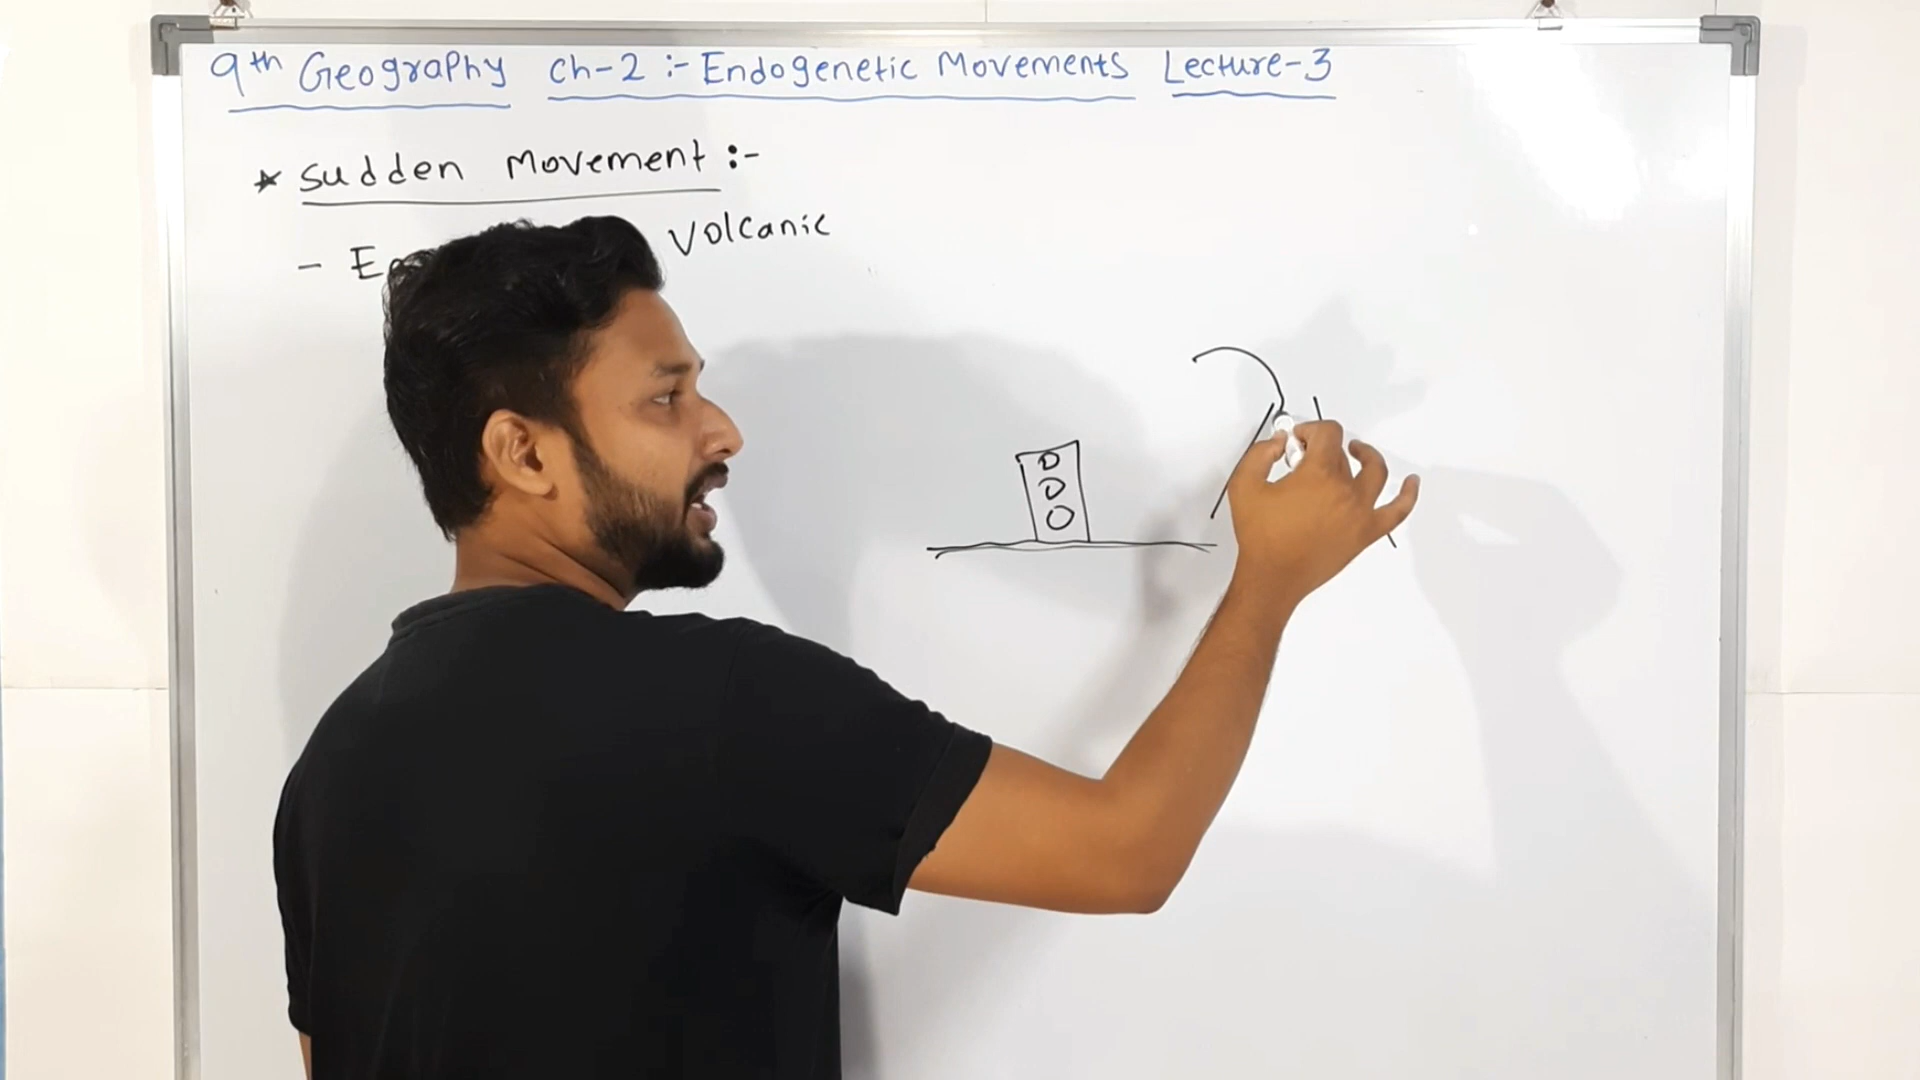 9th Geography ch-2 :- Endogenetic Movements Lecture-3
* Sudden Movement :-
- Volcanic